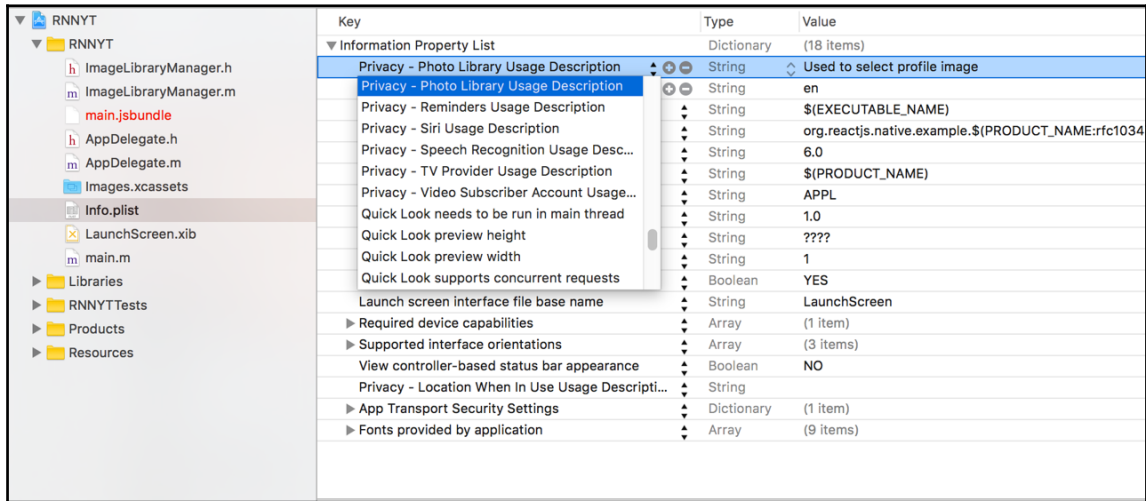 RNNYT
RNNYT
ImageLibraryManager.h
ImageLibraryManager.m
main.jsbundle
AppDelegate.h
AppDelegate.m
Images.xcassets
Info.plist
LaunchScreen.xib
main.m
Libraries
RNNYTTests
Products
Resources
Key Type Value
Information Property List Dictionary (18 items)
Privacy - Photo Library Usage Description String Used to select profile image
Privacy - Photo Library Usage Description String en
Privacy - Reminders Usage Description String $(EXECUTABLE_NAME)
Privacy - Siri Usage Description String org.reactjs.native.example.$(PRODUCT_NAME:rfc1034
Privacy - Speech Recognition Usage Desc... String 6.0
Privacy - TV Provider Usage Description String $(PRODUCT_NAME)
Privacy - Video Subscriber Account Usage... String APPL
Quick Look needs to be run in main thread String 1.0
Quick Look preview height String ????
Quick Look preview width String 1
Quick Look supports concurrent requests Boolean YES
Launch screen interface file base name String LaunchScreen
Required device capabilities Array (1 item)
Supported interface orientations Array (3 items)
View controller-based status bar appearance Boolean NO
Privacy - Location When In Use Usage Descripti... String
App Transport Security Settings Dictionary (1 item)
Fonts provided by application Array (9 items)